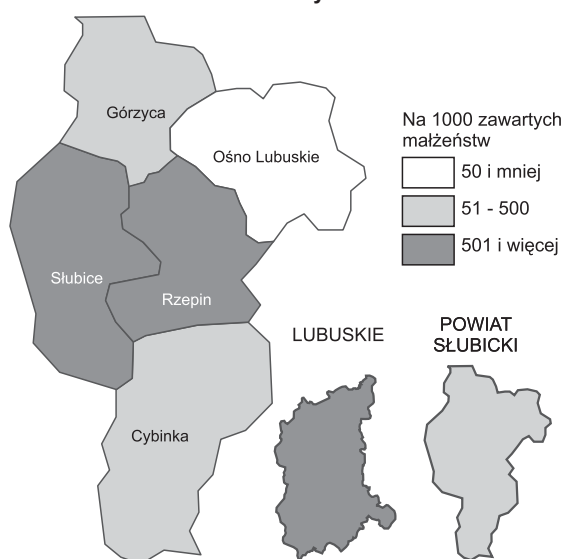 Górzyca
Ośno Lubuskie
Słubice
Rzepin
Cybinka
Na 1000 zawartych
małżeństw
50 i mniej
51 - 500
501 i więcej
LUBUSKIE
POWIAT
SŁUBICKI